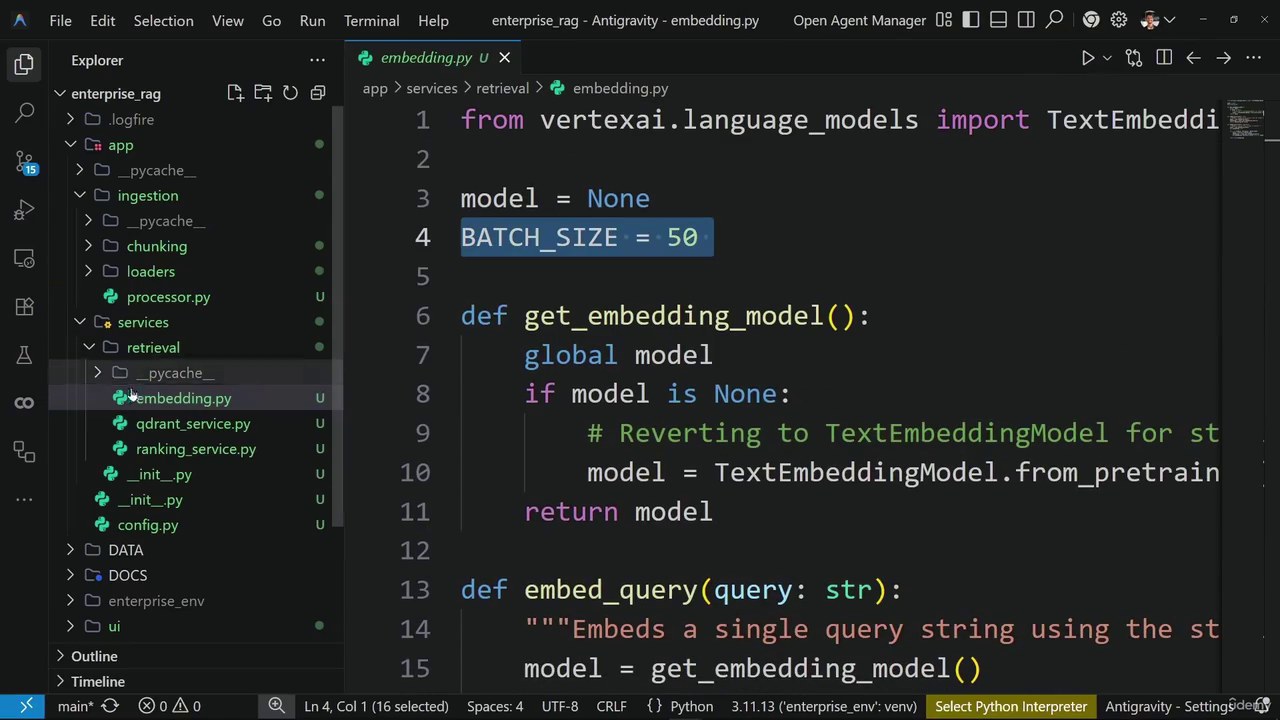 File Edit Selection View Go Run Terminal Help enterprise_rag - Antigravity - embedding.py Open Agent Manager
Explorer
enterprise_rag
.logfire
app
__pycache__
ingestion
__pycache__
chunking
loaders
processor.py U
services
retrieval
__pycache__
embedding.py U
qdrant_service.py U
ranking_service.py U
__init__.py U
__init__.py U
config.py U
DATA
DOCS
enterprise_env
ui
Outline
Timeline
15
embedding.py U
app > services > retrieval > embedding.py
1 from vertexai.language_models import TextEmbeddi
2
3 model = None
4 BATCH_SIZE = 50
5
6 def get_embedding_model():
7 global model
8 if model is None:
9 # Reverting to TextEmbeddingModel for st
10 model = TextEmbeddingModel.from_pretrain
11 return model
12
13 def embed_query(query: str):
14 """Embeds a single query string using the st
15 model = get_embedding_model()
main* 0 0 Ln 4, Col 1 (16 selected) Spaces: 4 UTF-8 CRLF {} Python 3.11.13 ('enterprise_env': venv) Select Python Interpreter Antigravity - Settings